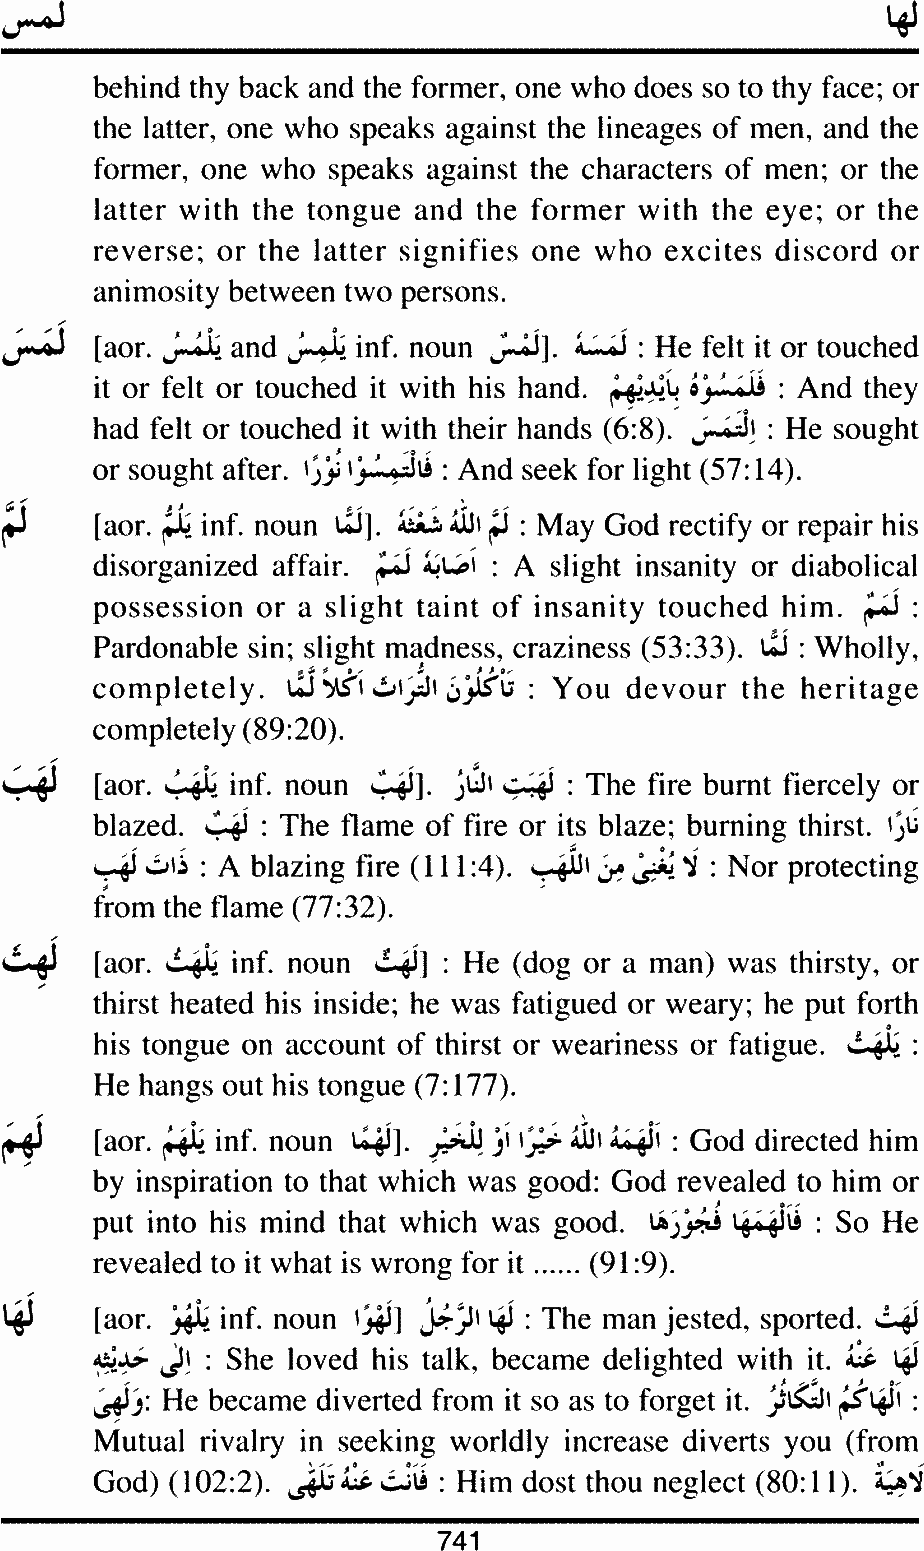 لمس لها
behind thy back and the former, one who does so to thy face; or
the latter, one who speaks against the lineages of men, and the
former, one who speaks against the characters of men; or the
latter with the tongue and the former with the eye; or the
reverse; or the latter signifies one who excites discord or
animosity between two persons.
لَمَسَ [aor. يَلْمُسُ and يَلْمِسُ inf. noun لَمْسٌ]. لَمَسَهٗ : He felt it or touched
it or felt or touched it with his hand. فَلَمَسُوْهُ بِاَيْدِيْهِمْ : And they
had felt or touched it with their hands (6:8). اِلْتَمَسَ : He sought
or sought after. فَالْتَمِسُوْا نُوْرًا : And seek for light (57:14).
لَمَّ [aor. يَلُمُّ inf. noun لَمًّا]. لَمَّ اللّٰهُ شَعْثَهٗ : May God rectify or repair his
disorganized affair. اَصَابَهٗ لَمَمٌ : A slight insanity or diabolical
possession or a slight taint of insanity touched him. لَمَمٌ :
Pardonable sin; slight madness, craziness (53:33). لَمًّا : Wholly,
completely. تَاْكُلُوْنَ التُّرَاثَ اَكْلًا لَّمًّا : You devour the heritage
completely (89:20).
لَهَبَ [aor. يَلْهَبُ inf. noun لَهَبٌ]. لَهَبَتِ النَّارُ : The fire burnt fiercely or
blazed. لَهَبٌ : The flame of fire or its blaze; burning thirst. نَارًا
ذَاتَ لَهَبٍ : A blazing fire (111:4). لَا يُغْنِىْ مِنَ اللَّهَبِ : Nor protecting
from the flame (77:32).
لَهِثَ [aor. يَلْهَثُ inf. noun لَهَثٌ] : He (dog or a man) was thirsty, or
thirst heated his inside; he was fatigued or weary; he put forth
his tongue on account of thirst or weariness or fatigue. يَلْهَثْ :
He hangs out his tongue (7:177).
لَهِمَ [aor. يَلْهَمُ inf. noun لَهْمًا]. اَلْهَمَهُ اللّٰهُ خَيْرًا اَوْ لِلْخَيْرِ : God directed him
by inspiration to that which was good: God revealed to him or
put into his mind that which was good. فَاَلْهَمَهَا فُجُوْرَهَا : So He
revealed to it what is wrong for it ...... (91:9).
لَهَا [aor. يَلْهُوْ inf. noun لَهْوًا] لَهَا الرَّجُلُ : The man jested, sported. لَهَتْ
اِلٰى حَدِيْثِهٖ : She loved his talk, became delighted with it. لَهَا عَنْهُ
وَلَهِىَ: He became diverted from it so as to forget it. اَلْهَاكُمُ التَّكَاثُرُ :
Mutual rivalry in seeking worldly increase diverts you (from
God) (102:2). فَاَنْتَ عَنْهُ تَلَهّٰى : Him dost thou neglect (80:11). لَاهِيَةً
741